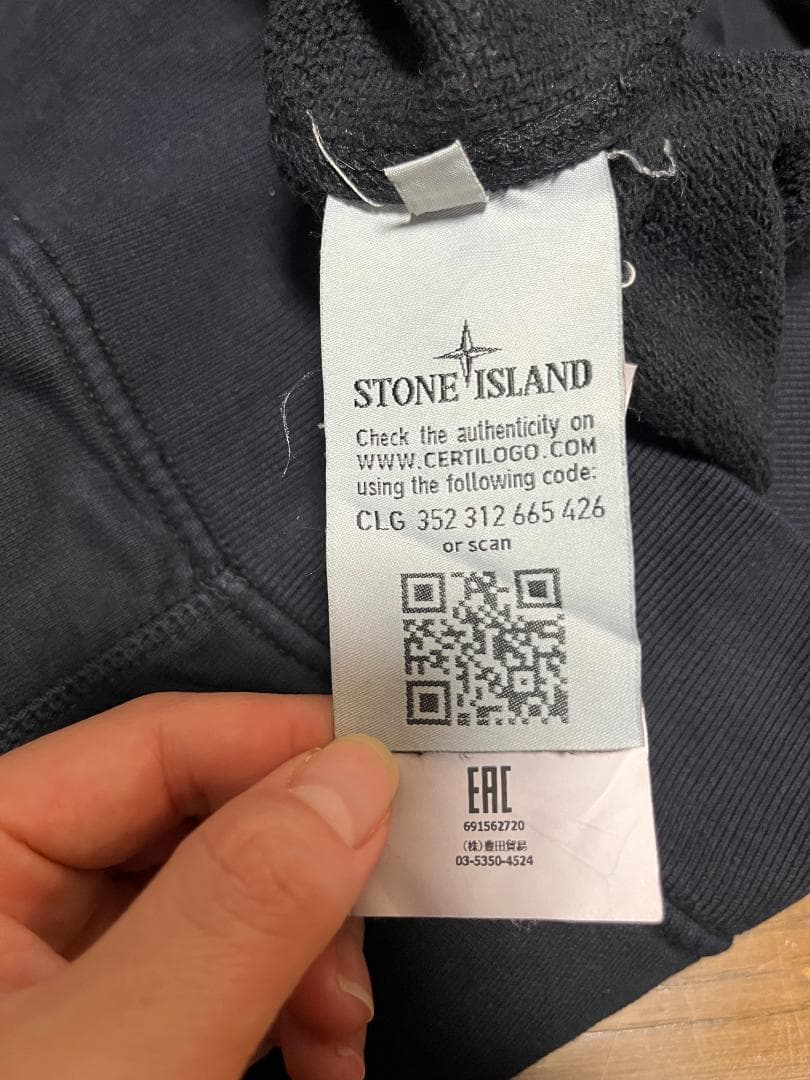 STONE ISLAND
Check the authenticity on
WWW.CERTILOGO.COM
using the following code:
CLG 352 312 665 426
or scan
EAC
691562720
(株)豊田貿易
03-5350-4524